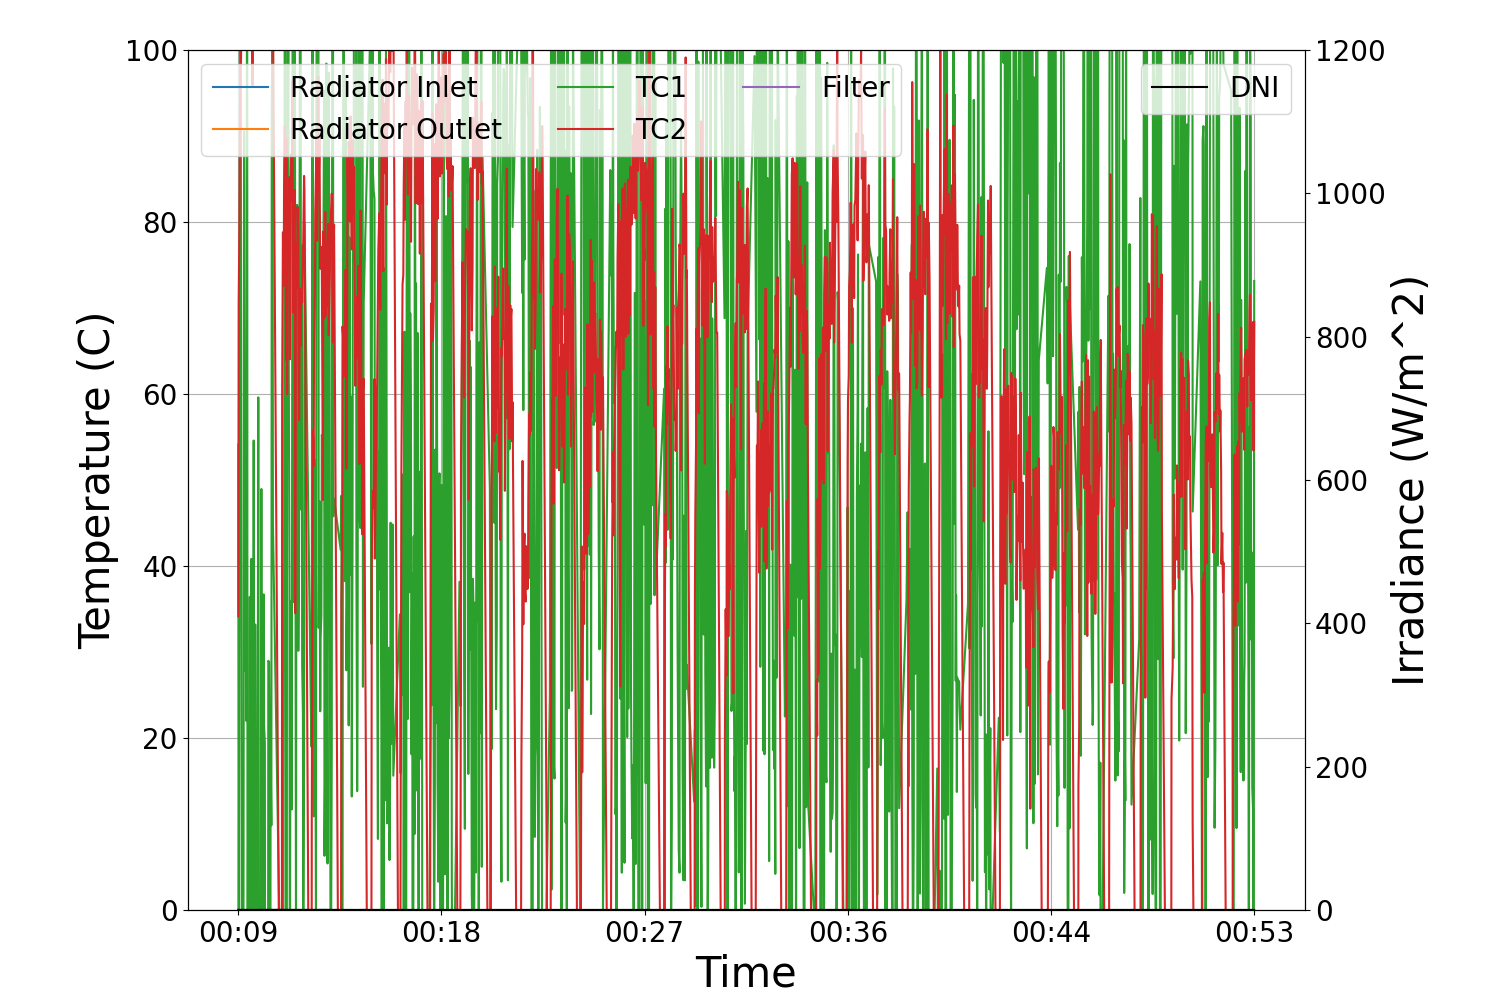 100
80
60
40
20
0
Temperature (C)
Radiator Inlet
Radiator Outlet
TC1
TC2
Filter
DNI
1200
1000
800
600
400
200
0
Irradiance (W/m^2)
00:09
00:18
00:27
00:36
00:44
00:53
Time